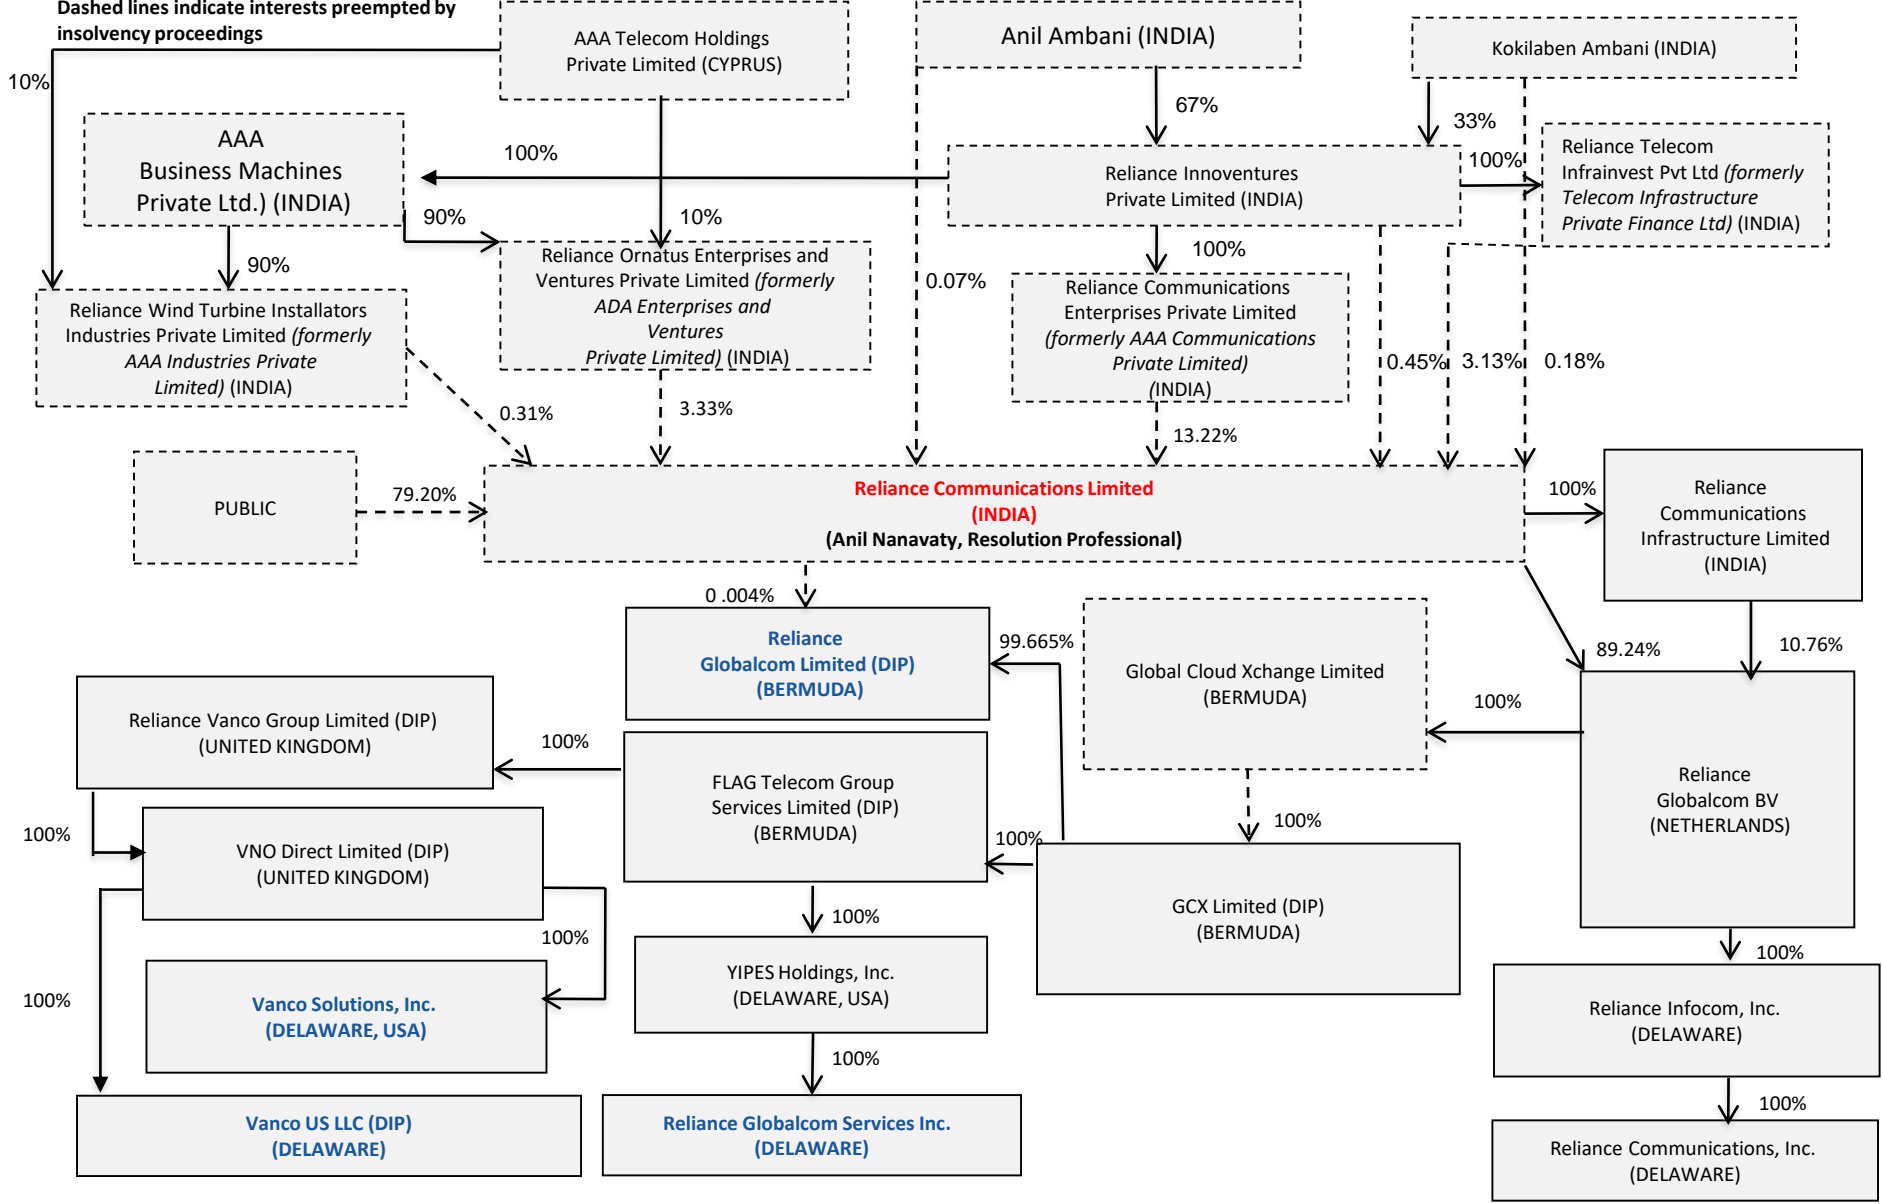 Dashed lines indicate interests preempted by
insolvency proceedings
AAA Telecom Holdings
Private Limited (CYPRUS)
Anil Ambani (INDIA)
Kokilaben Ambani (INDIA)
10%
67%
33%
AAA
Business Machines
Private Ltd.) (INDIA)
100%
Reliance Innoventures
Private Limited (INDIA)
100%
Reliance Telecom
Infrainvest Pvt Ltd (formerly
Telecom Infrastructure
Private Finance Ltd) (INDIA)
90%
10%
90%
100%
0.07%
Reliance Wind Turbine Installators
Industries Private Limited (formerly
AAA Industries Private
Limited) (INDIA)
Reliance Ornatus Enterprises and
Ventures Private Limited (formerly
ADA Enterprises and
Ventures
Private Limited) (INDIA)
Reliance Communications
Enterprises Private Limited
(formerly AAA Communications
Private Limited)
(INDIA)
0.45%
3.13%
0.18%
0.31%
3.33%
13.22%
PUBLIC
79.20%
Reliance Communications Limited
(INDIA)
(Anil Nanavaty, Resolution Professional)
100%
Reliance
Communications
Infrastructure Limited
(INDIA)
0 .004%
Reliance
Globalcom Limited (DIP)
(BERMUDA)
99.665%
Global Cloud Xchange Limited
(BERMUDA)
89.24%
10.76%
100%
Reliance Vanco Group Limited (DIP)
(UNITED KINGDOM)
100%
FLAG Telecom Group
Services Limited (DIP)
(BERMUDA)
Reliance
Globalcom BV
(NETHERLANDS)
100%
100%
100%
VNO Direct Limited (DIP)
(UNITED KINGDOM)
GCX Limited (DIP)
(BERMUDA)
100%
100%
100%
YIPES Holdings, Inc.
(DELAWARE, USA)
100%
Vanco Solutions, Inc.
(DELAWARE, USA)
Reliance Infocom, Inc.
(DELAWARE)
100%
100%
Vanco US LLC (DIP)
(DELAWARE)
Reliance Globalcom Services Inc.
(DELAWARE)
Reliance Communications, Inc.
(DELAWARE)